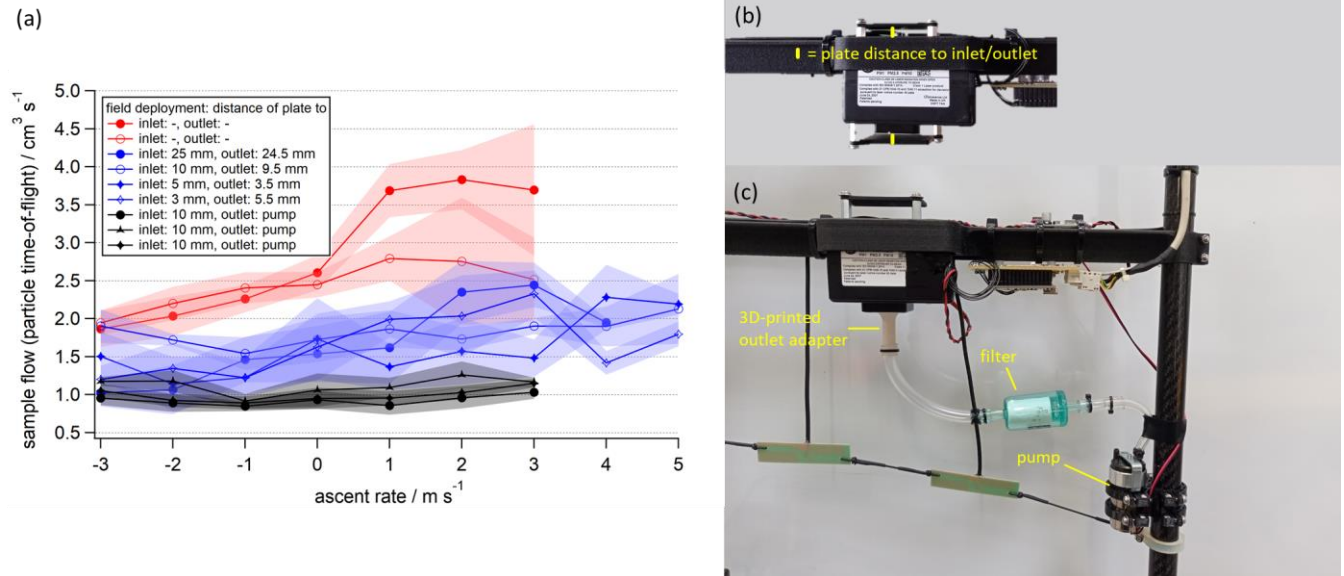 (a)
sample flow (particle time-of-flight) / cm³ s⁻¹
5.0
4.5
4.0
3.5
3.0
2.5
2.0
1.5
1.0
0.5
field deployment: distance of plate to
inlet: -, outlet: -
inlet: -, outlet: -
inlet: 25 mm, outlet: 24.5 mm
inlet: 10 mm, outlet: 9.5 mm
inlet: 5 mm, outlet: 3.5 mm
inlet: 3 mm, outlet: 5.5 mm
inlet: 10 mm, outlet: pump
inlet: 10 mm, outlet: pump
inlet: 10 mm, outlet: pump
-3 -2 -1 0 1 2 3 4 5
ascent rate / m s⁻¹
(b)
= plate distance to inlet/outlet
(c)
3D-printed
outlet adapter
filter
pump